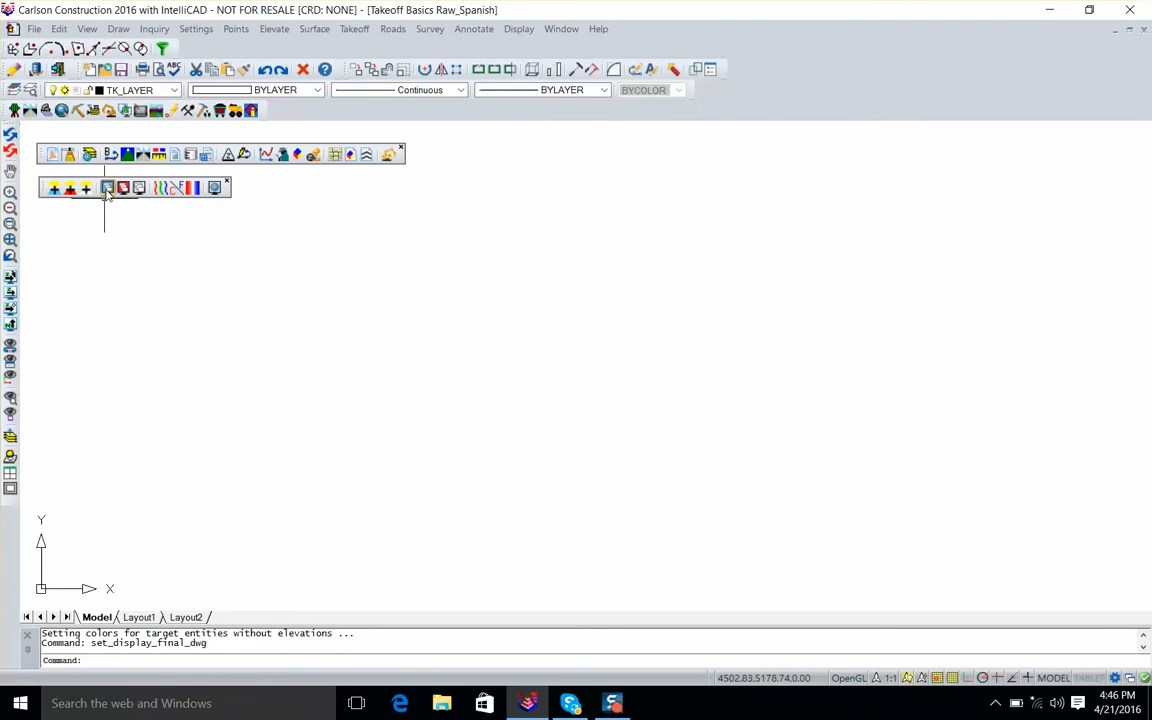 Carlson Construction 2016 with IntelliCAD - NOT FOR RESALE [CRD: NONE] - [Takeoff Basics Raw_Spanish]
File Edit View Draw Inquiry Settings Points Elevate Surface Takeoff Roads Survey Annotate Display Window Help
TK_LAYER BYLAYER Continuous BYLAYER BYCOLOR
Y
X
Model Layout1 Layout2
Setting colors for target entities without elevations ...
Command: set_display_final_dwg
Command:
4502.83.5178.74.0.00 OpenGL 1:1 MODEL TABLET
Search the web and Windows
4:46 PM
4/21/2016